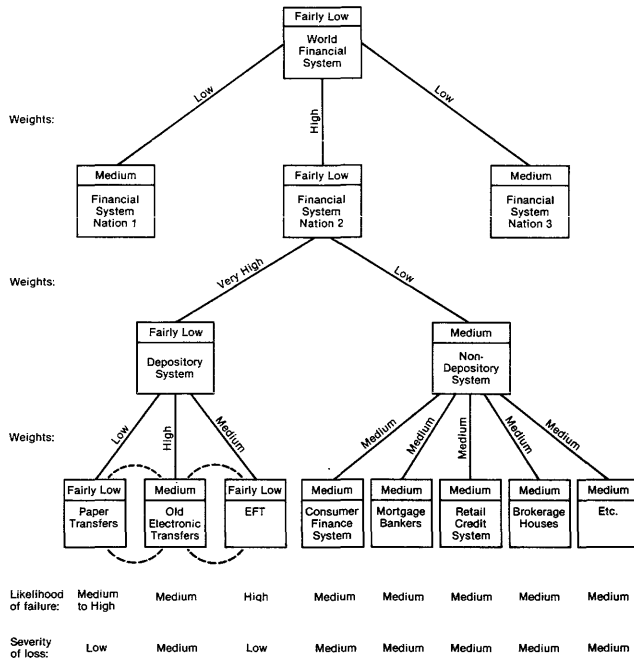 Fairly Low
World
Financial
System
Weights:
Low
High
Low
Medium
Financial
System
Nation 1
Fairly Low
Financial
System
Nation 2
Medium
Financial
System
Nation 3
Weights:
Very High
Low
Fairly Low
Depository
System
Medium
Non-
Depository
System
Weights:
Low
High
Medium
Medium
Medium
Medium
Medium
Medium
Fairly Low
Paper
Transfers
Medium
Old
Electronic
Transfers
Fairly Low
EFT
Medium
Consumer
Finance
System
Medium
Mortgage
Bankers
Medium
Retail
Credit
System
Medium
Brokerage
Houses
Medium
Etc.
Likelihood
of failure:
Medium
to High
Medium
High
Medium
Medium
Medium
Medium
Medium
Severity
of loss:
Low
Medium
Low
Medium
Medium
Medium
Medium
Medium